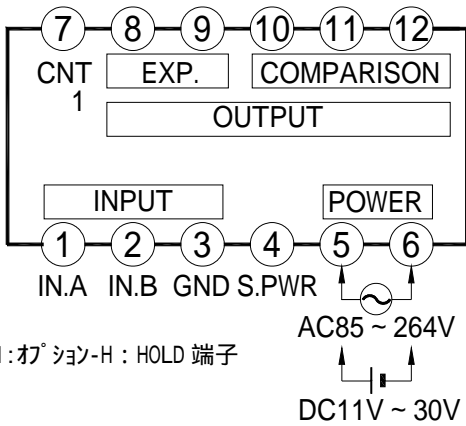 7 8 9 10 11 12
CNT 1 EXP. COMPARISON
OUTPUT
INPUT POWER
1 2 3 4 5 6
IN.A IN.B GND S.PWR
AC85 ~ 264V
:ｵﾌﾟｼｮﾝ-H : HOLD 端子
DC11V ~ 30V